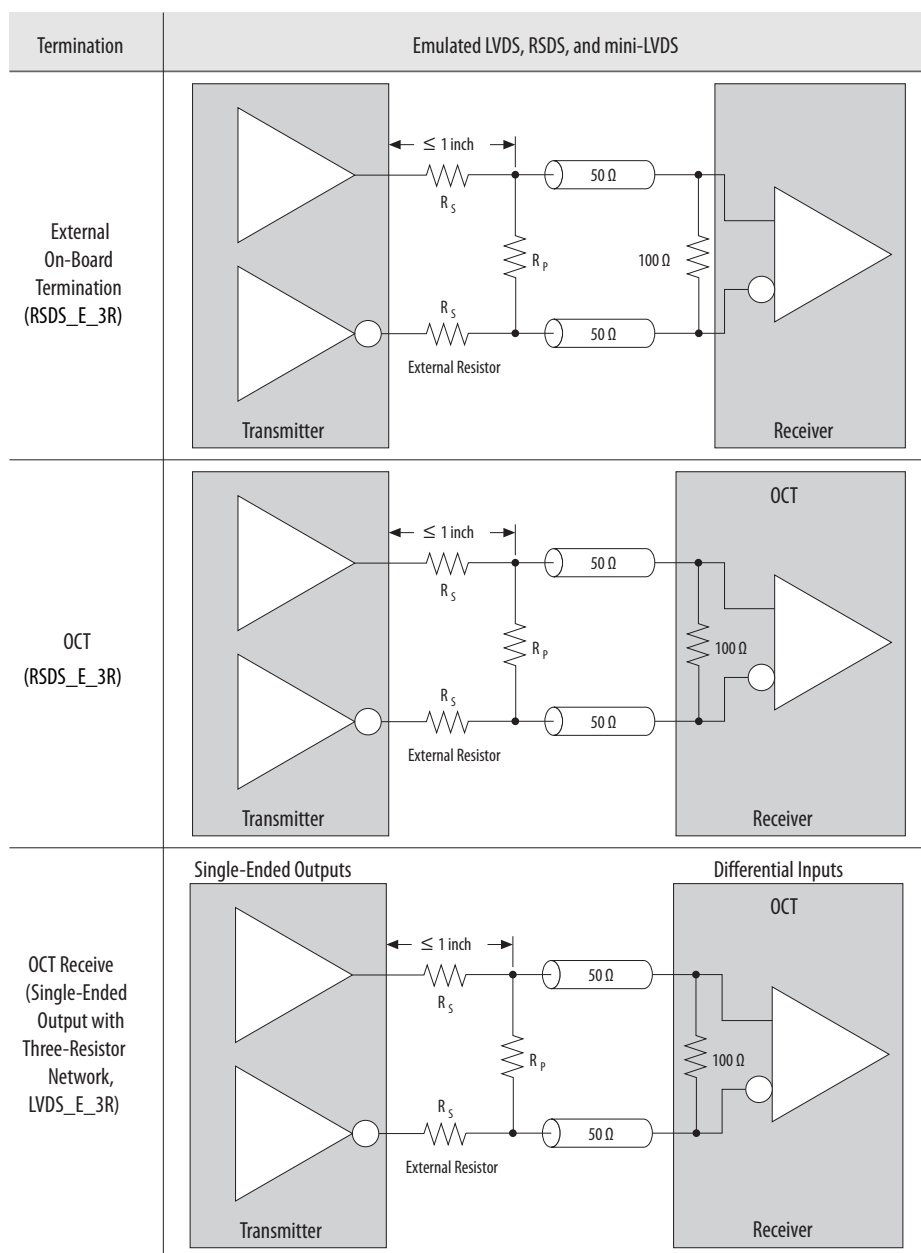 Termination
Emulated LVDS, RSDS, and mini-LVDS
External
On-Board
Termination
(RSDS_E_3R)
≤ 1 inch
R S
50 Ω
R P
100 Ω
R S
50 Ω
External Resistor
Transmitter
Receiver
OCT
(RSDS_E_3R)
OCT
≤ 1 inch
50 Ω
R S
R P
100 Ω
R S
50 Ω
External Resistor
Transmitter
Receiver
OCT Receive
(Single-Ended
Output with
Three-Resistor
Network,
LVDS_E_3R)
Single-Ended Outputs
Differential Inputs
OCT
≤ 1 inch
50 Ω
R S
R P
100 Ω
R S
50 Ω
External Resistor
Transmitter
Receiver